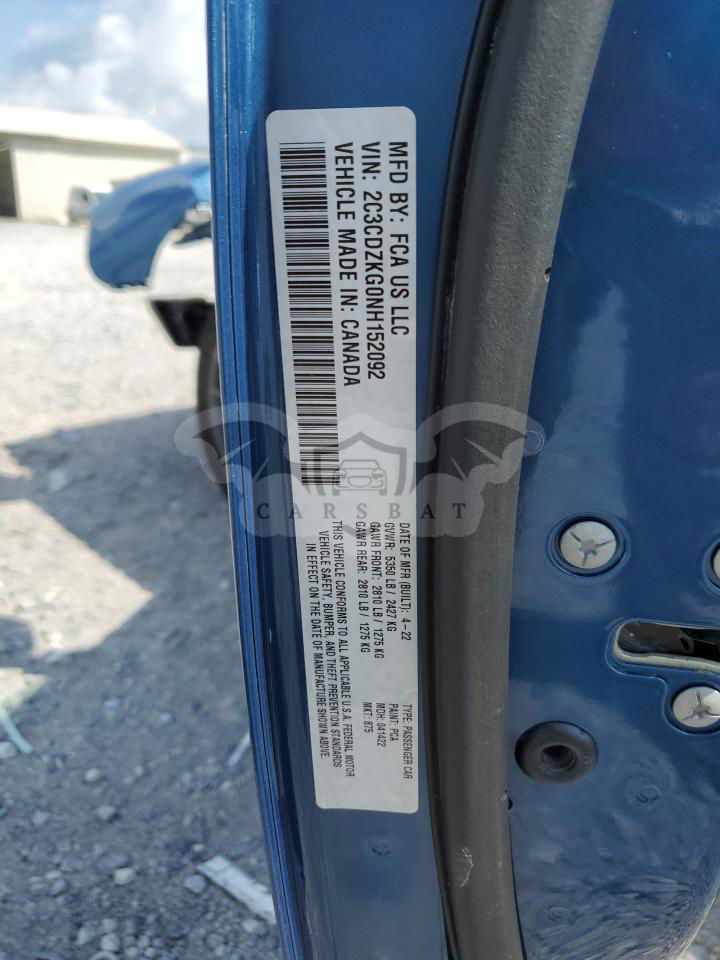 MFD BY: FCA US LLC
VIN: 2C3CDZKG0NH152092
VEHICLE MADE IN: CANADA
DATE OF MFR (BUILT): 4-22
GVWR: 5350 LB / 2427 KG
GAWR FRONT: 2810 LB / 1275 KG
GAWR REAR: 2810 LB / 1275 KG
TYPE: PASSENGER CAR
PAINT: PCA
MDH: 041422
MKT: 875
THIS VEHICLE CONFORMS TO ALL APPLICABLE U.S.A. FEDERAL MOTOR
VEHICLE SAFETY, BUMPER, AND THEFT PREVENTION STANDARDS
IN EFFECT ON THE DATE OF MANUFACTURE SHOWN ABOVE.
CARSBAT